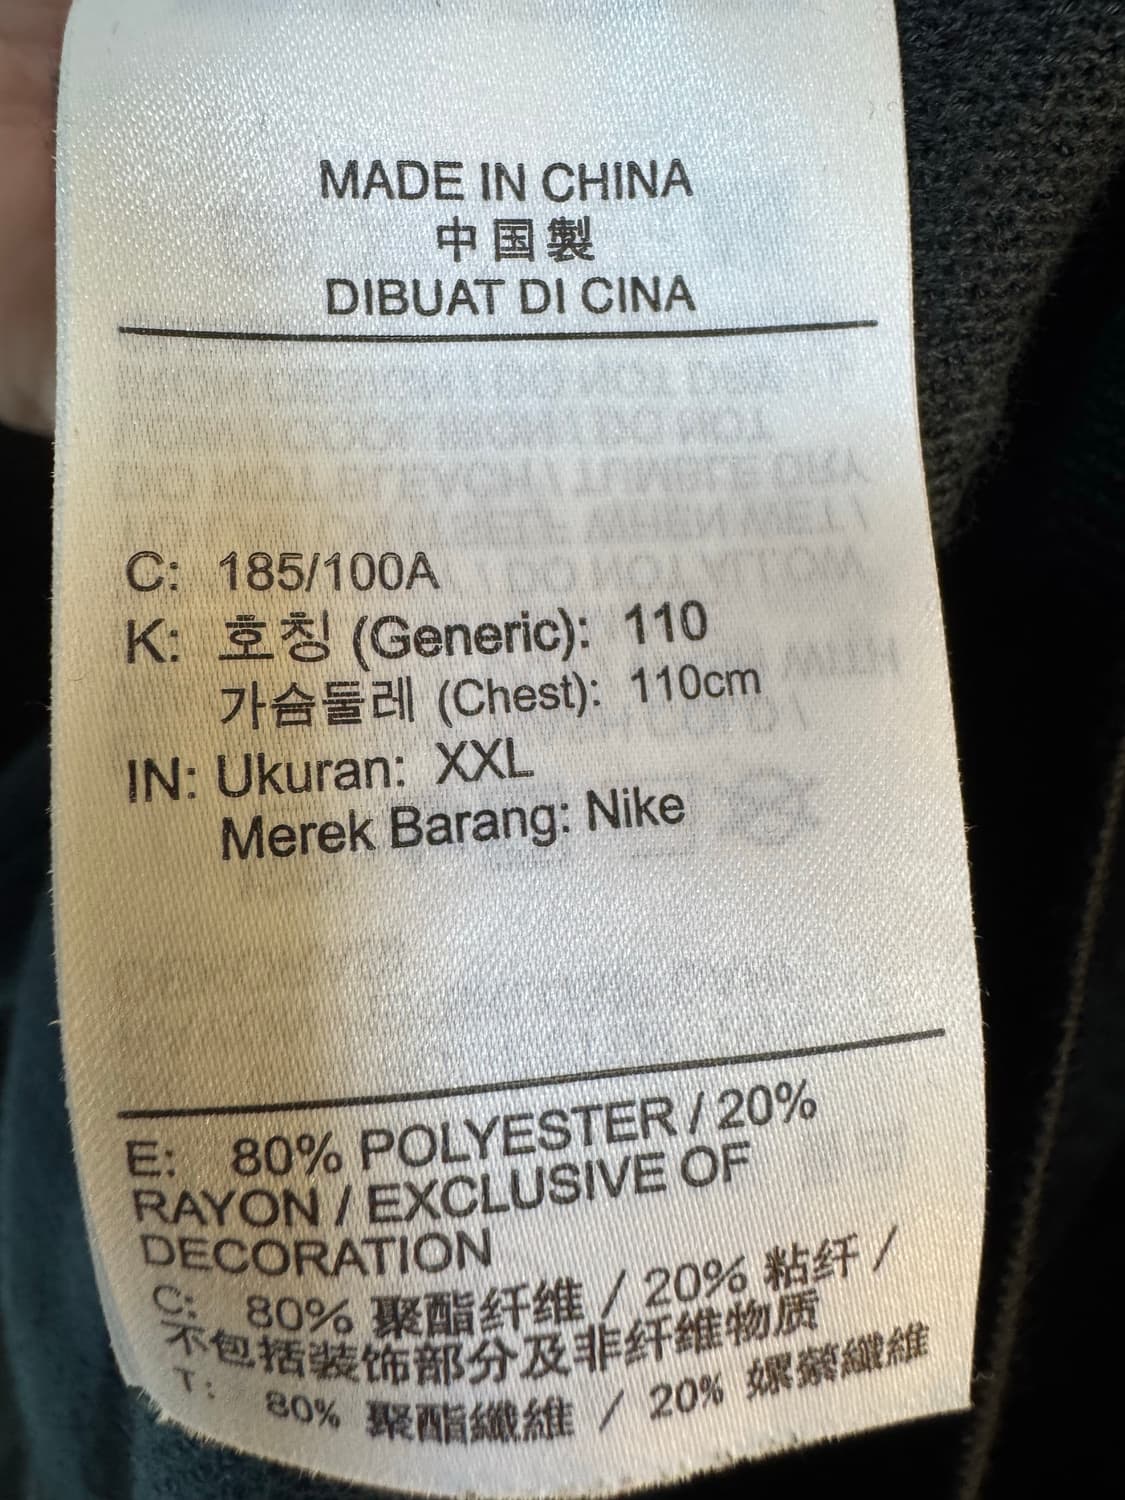 MADE IN CHINA
中国製
DIBUAT DI CINA
C: 185/100A
K: 호칭 (Generic): 110
가슴둘레 (Chest): 110cm
IN: Ukuran: XXL
Merek Barang: Nike
E: 80% POLYESTER / 20%
RAYON / EXCLUSIVE OF
DECORATION
C: 80% 聚酯纤维 / 20% 粘纤 /
不包括装饰部分及非纤维物质
T: 80% 聚酯纖維 / 20% 嫘縈纖維